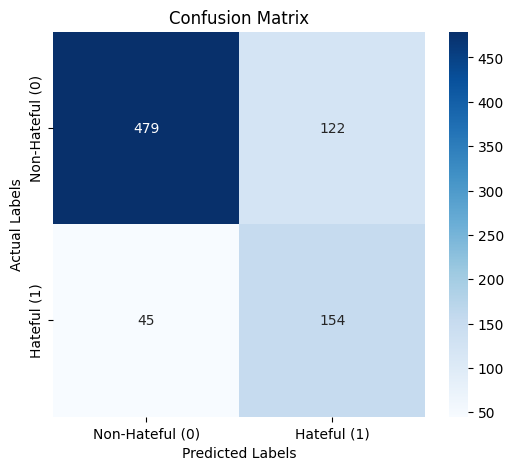 Confusion Matrix
Actual Labels
Non-Hateful (0)
Hateful (1)
479 122
45 154
Non-Hateful (0) Hateful (1)
Predicted Labels
450
400
350
300
250
200
150
100
50